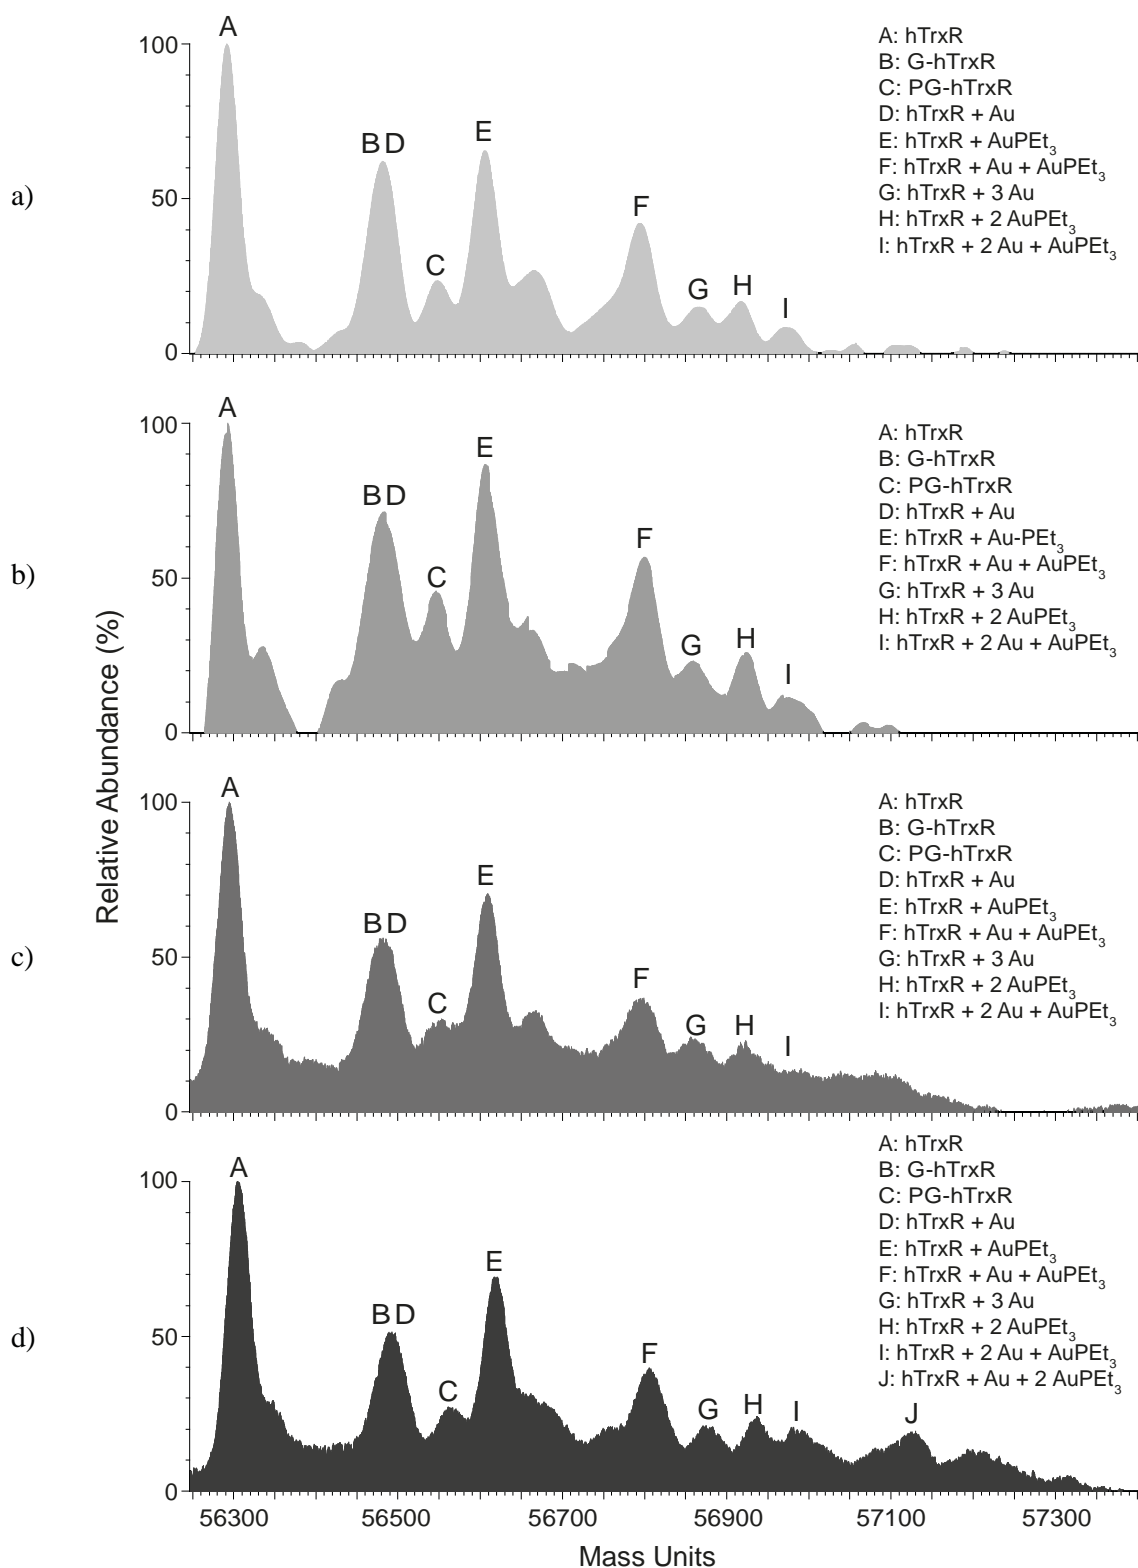 a)
A
BD
C
E
F
G
H
I
100
50
0
A: hTrxR
B: G-hTrxR
C: PG-hTrxR
D: hTrxR + Au
E: hTrxR + AuPEt₃
F: hTrxR + Au + AuPEt₃
G: hTrxR + 3 Au
H: hTrxR + 2 AuPEt₃
I: hTrxR + 2 Au + AuPEt₃
b)
A
BD
C
E
F
G
H
I
100
50
0
A: hTrxR
B: G-hTrxR
C: PG-hTrxR
D: hTrxR + Au
E: hTrxR + Au-PEt₃
F: hTrxR + Au + AuPEt₃
G: hTrxR + 3 Au
H: hTrxR + 2 AuPEt₃
I: hTrxR + 2 Au + AuPEt₃
Relative Abundance (%)
c)
A
BD
C
E
F
G
H
I
100
50
0
A: hTrxR
B: G-hTrxR
C: PG-hTrxR
D: hTrxR + Au
E: hTrxR + AuPEt₃
F: hTrxR + Au + AuPEt₃
G: hTrxR + 3 Au
H: hTrxR + 2 AuPEt₃
I: hTrxR + 2 Au + AuPEt₃
d)
A
BD
C
E
F
G
H
I
J
100
50
0
A: hTrxR
B: G-hTrxR
C: PG-hTrxR
D: hTrxR + Au
E: hTrxR + AuPEt₃
F: hTrxR + Au + AuPEt₃
G: hTrxR + 3 Au
H: hTrxR + 2 AuPEt₃
I: hTrxR + 2 Au + AuPEt₃
J: hTrxR + Au + 2 AuPEt₃
56300 56500 56700 56900 57100 57300
Mass Units